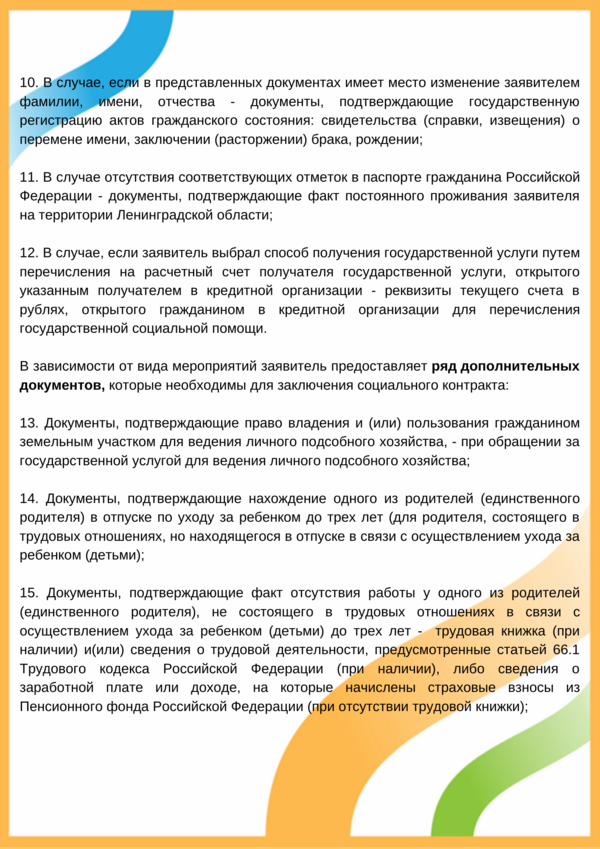 10. В случае, если в представленных документах имеет место изменение заявителем
фамилии, имени, отчества - документы, подтверждающие государственную
регистрацию актов гражданского состояния: свидетельства (справки, извещения) о
перемене имени, заключении (расторжении) брака, рождении;
11. В случае отсутствия соответствующих отметок в паспорте гражданина Российской
Федерации - документы, подтверждающие факт постоянного проживания заявителя
на территории Ленинградской области;
12. В случае, если заявитель выбрал способ получения государственной услуги путем
перечисления на расчетный счет получателя государственной услуги, открытого
указанным получателем в кредитной организации - реквизиты текущего счета в
рублях, открытого гражданином в кредитной организации для перечисления
государственной социальной помощи.
В зависимости от вида мероприятий заявитель предоставляет ряд дополнительных
документов, которые необходимы для заключения социального контракта:
13. Документы, подтверждающие право владения и (или) пользования гражданином
земельным участком для ведения личного подсобного хозяйства, - при обращении за
государственной услугой для ведения личного подсобного хозяйства;
14. Документы, подтверждающие нахождение одного из родителей (единственного
родителя) в отпуске по уходу за ребенком до трех лет (для родителя, состоящего в
трудовых отношениях, но находящегося в отпуске в связи с осуществлением ухода за
ребенком (детьми);
15. Документы, подтверждающие факт отсутствия работы у одного из родителей
(единственного родителя), не состоящего в трудовых отношениях в связи с
осуществлением ухода за ребенком (детьми) до трех лет - трудовая книжка (при
наличии) и(или) сведения о трудовой деятельности, предусмотренные статьей 66.1
Трудового кодекса Российской Федерации (при наличии), либо сведения о
заработной плате или доходе, на которые начислены страховые взносы из
Пенсионного фонда Российской Федерации (при отсутствии трудовой книжки);